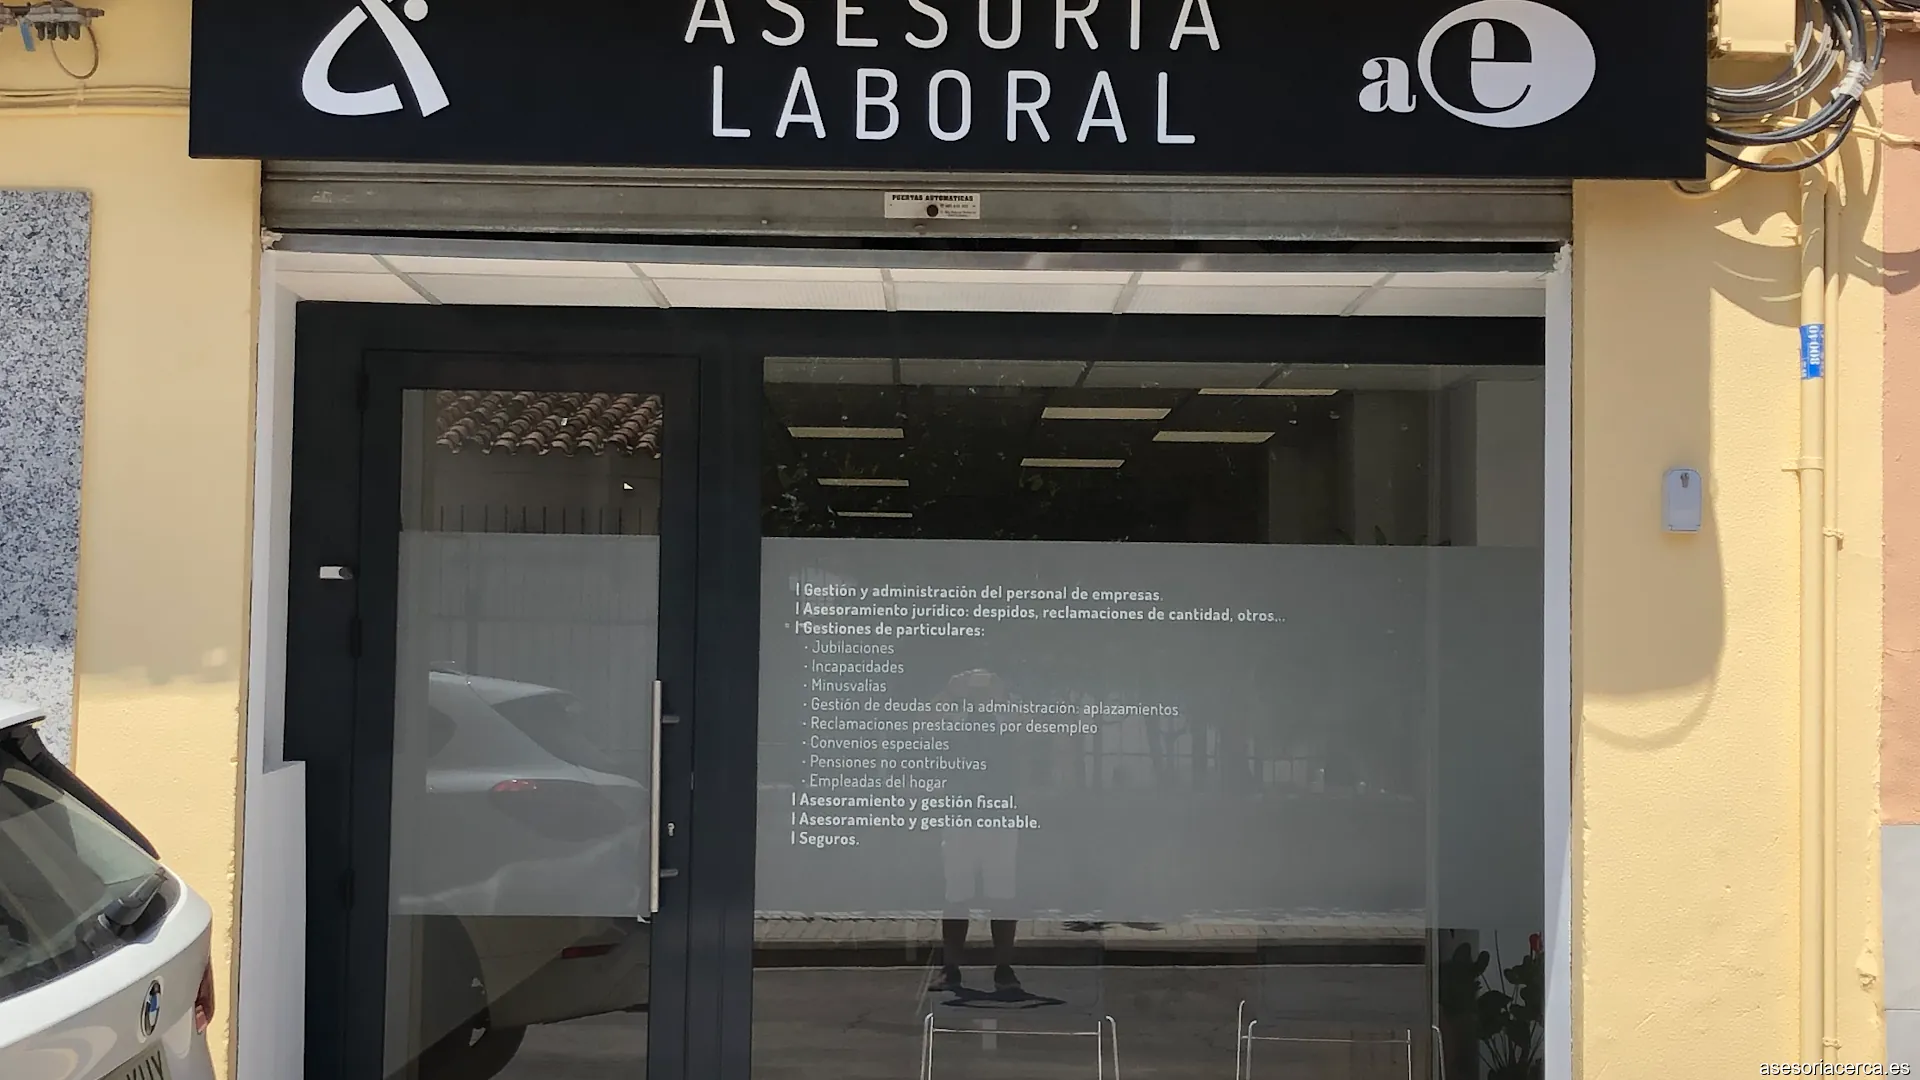 ASESORÍA
LABORAL
ae
PUERTAS AUTOMATICAS
80040
| Gestión y administración del personal de empresas.
| Asesoramiento jurídico: despidos, reclamaciones de cantidad, otros...
| Gestiones de particulares:
· Jubilaciones
· Incapacidades
· Minusvalías
· Gestión de deudas con la administración: aplazamientos
· Reclamaciones prestaciones por desempleo
· Convenios especiales
· Pensiones no contributivas
· Empleadas del hogar
| Asesoramiento y gestión fiscal.
| Asesoramiento y gestión contable.
| Seguros.
asesoriacerca.es